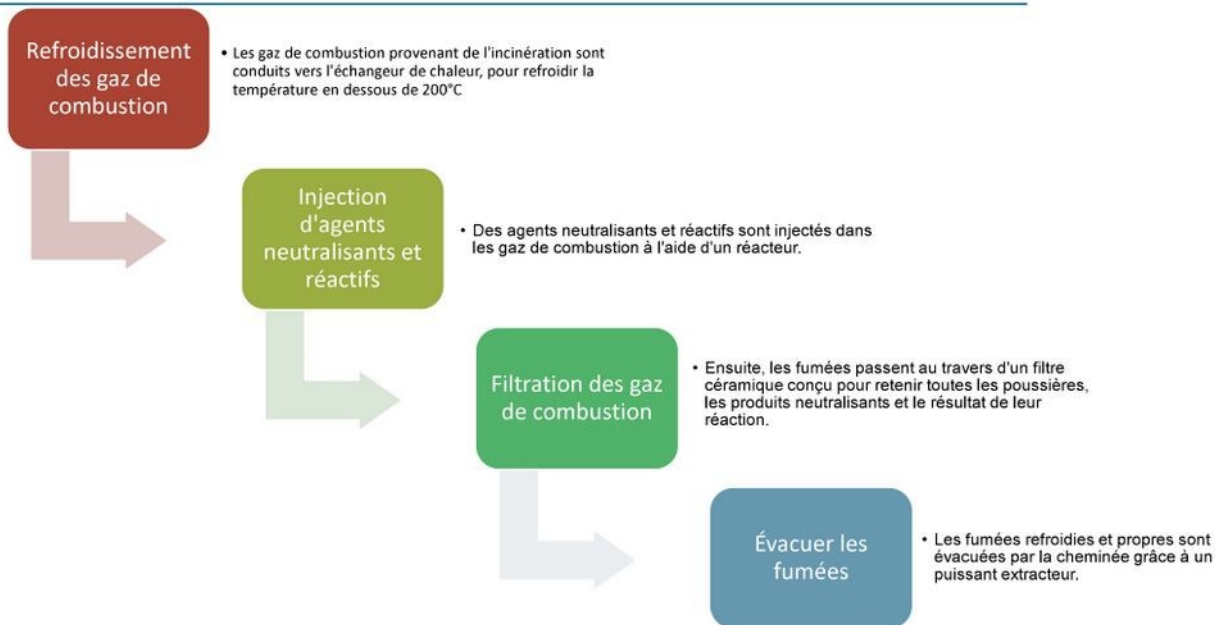 Refroidissement
des gaz de
combustion
• Les gaz de combustion provenant de l'incinération sont
conduits vers l'échangeur de chaleur, pour refroidir la
température en dessous de 200°C
Injection
d'agents
neutralisants et
réactifs
• Des agents neutralisants et réactifs sont injectés dans
les gaz de combustion à l'aide d'un réacteur.
Filtration des gaz
de combustion
• Ensuite, les fumées passent au travers d'un filtre
céramique conçu pour retenir toutes les poussières,
les produits neutralisants et le résultat de leur
réaction.
Évacuer les
fumées
• Les fumées refroidies et propres sont
évacuées par la cheminée grâce à un
puissant extracteur.